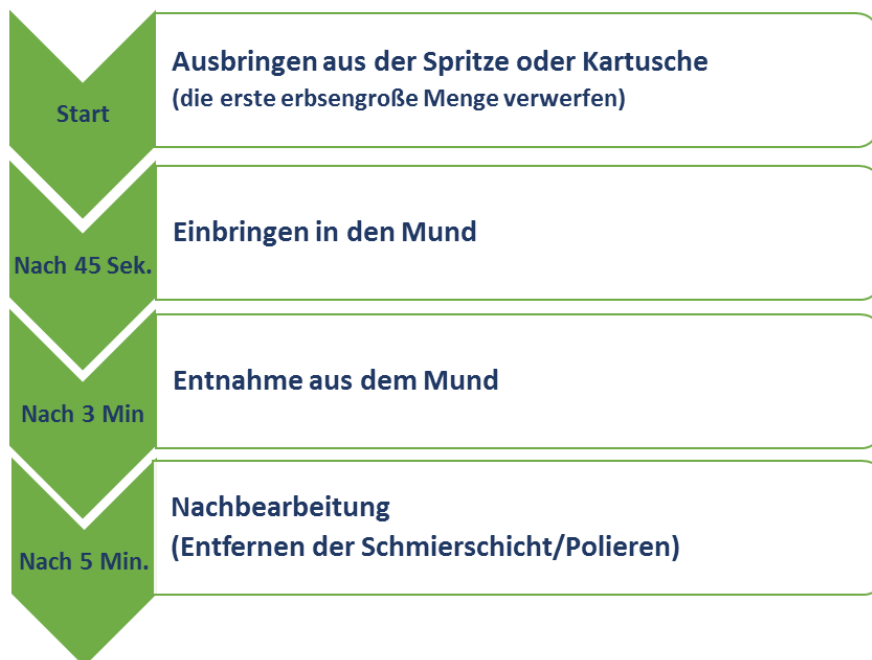 Start
Ausbringen aus der Spritze oder Kartusche
(die erste erbsengroße Menge verwerfen)
Nach 45 Sek.
Einbringen in den Mund
Nach 3 Min
Entnahme aus dem Mund
Nach 5 Min.
Nachbearbeitung
(Entfernen der Schmierschicht/Polieren)